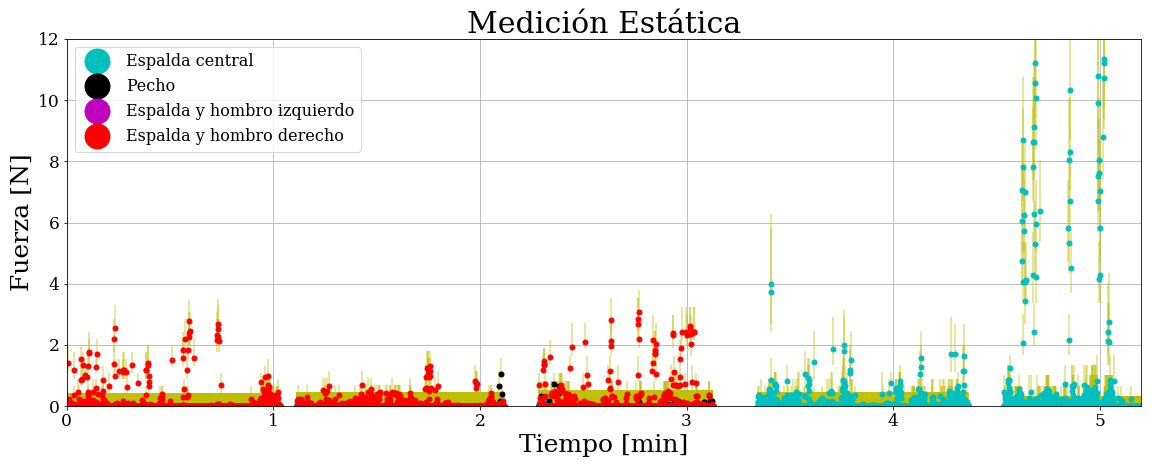 Medición Estática
Fuerza [N]
12
10
8
6
4
2
0
Espalda central
Pecho
Espalda y hombro izquierdo
Espalda y hombro derecho
0 1 2 3 4 5
Tiempo [min]